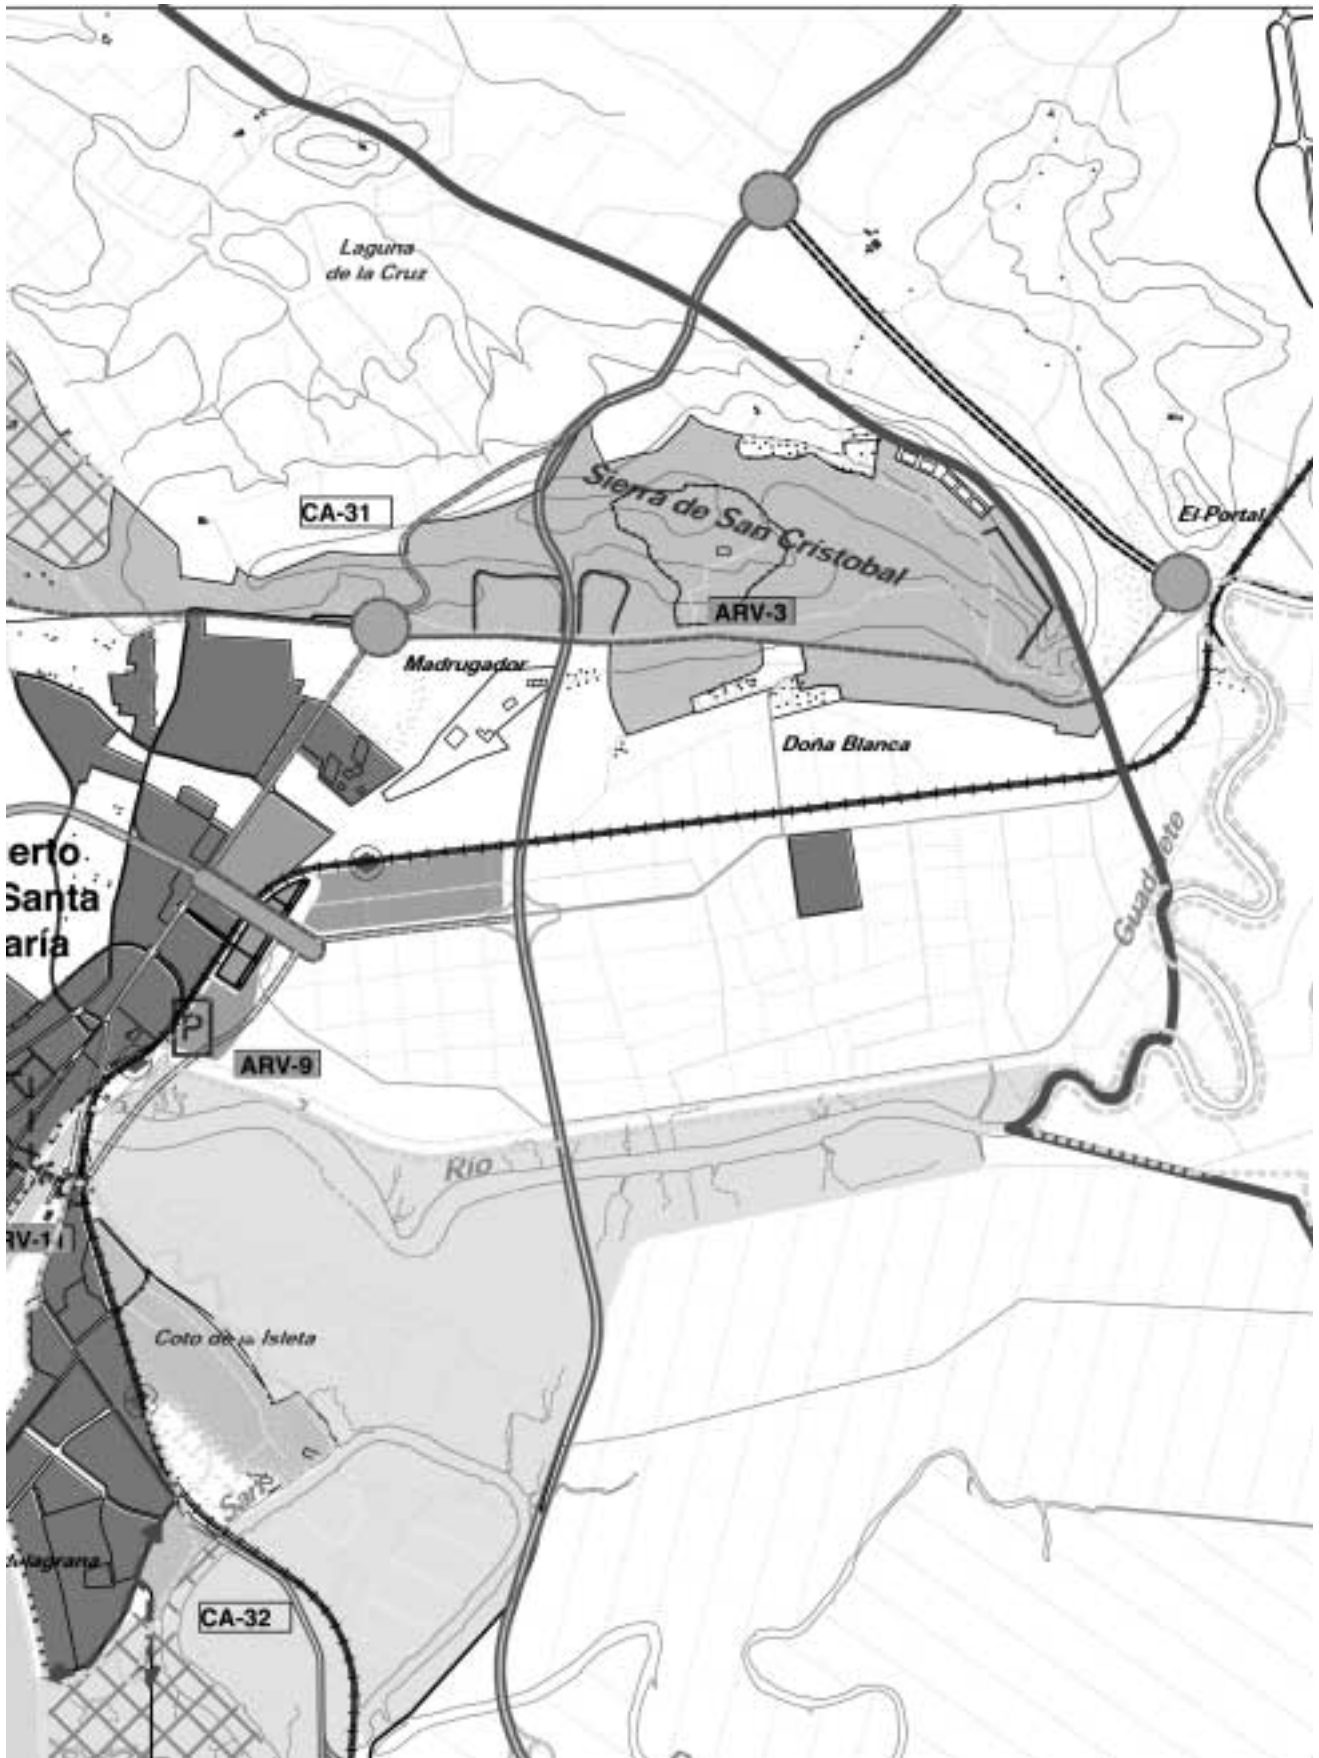 Laguna
de la Cruz
CA-31
Sierra de San Cristobal
El Portal
ARV-3
Madrugador
Doña Blanca
erto
Santa
aría
Guadalete
P
ARV-9
Río
RV-11
Coto de la Isleta
CA-32